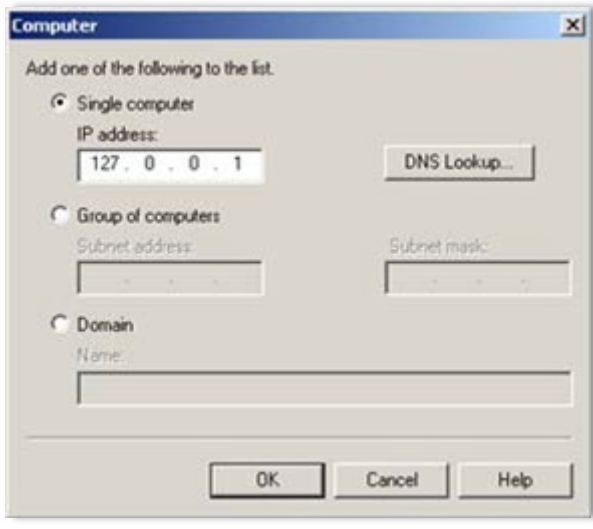 Computer
Add one of the following to the list.
Single computer
IP address:
127 . 0 . 0 . 1
DNS Lookup...
Group of computers
Subnet address: Subnet mask:
. . . . . .
Domain
Name:
OK Cancel Help